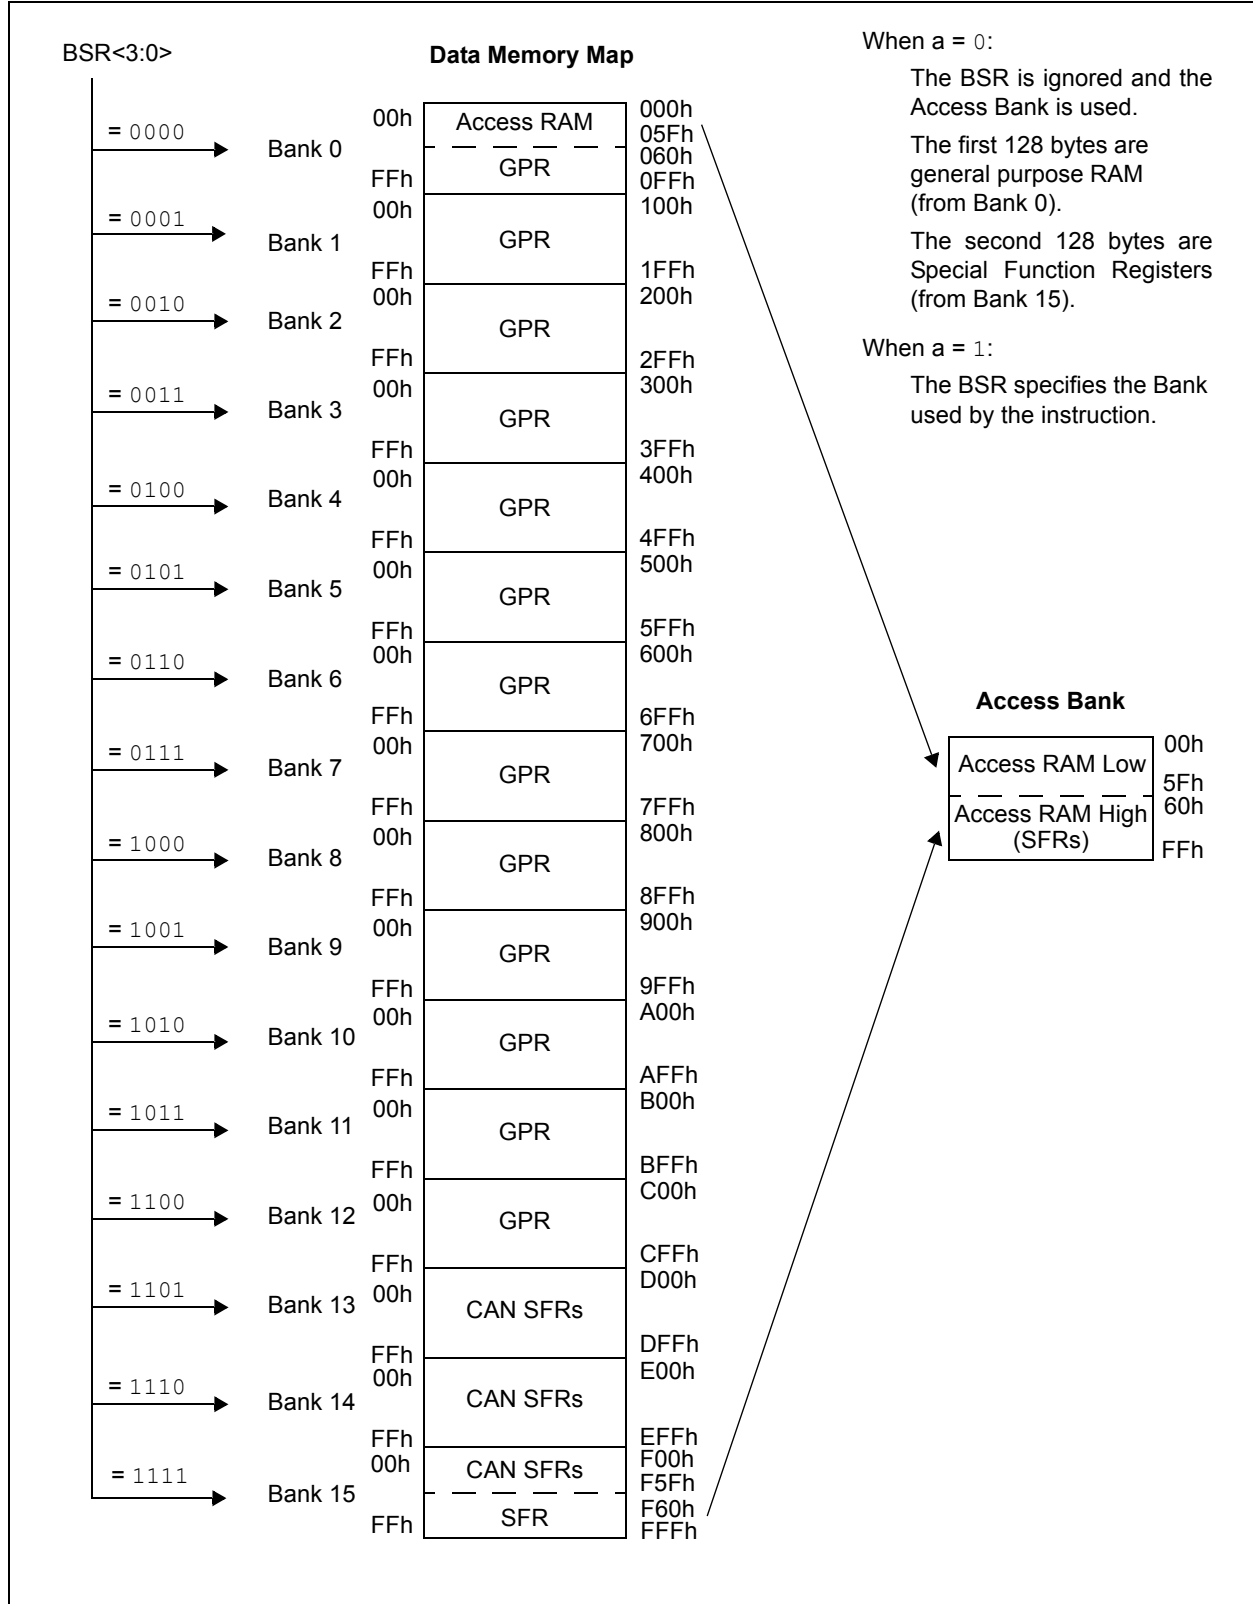 BSR<3:0>
Data Memory Map
When a = 0:
The BSR is ignored and the
Access Bank is used.
The first 128 bytes are
general purpose RAM
(from Bank 0).
The second 128 bytes are
Special Function Registers
(from Bank 15).
When a = 1:
The BSR specifies the Bank
used by the instruction.
= 0000
Bank 0
00h
Access RAM
000h
05Fh
060h
GPR
FFh
0FFh
= 0001
Bank 1
00h
100h
GPR
FFh
1FFh
= 0010
Bank 2
00h
200h
GPR
FFh
2FFh
= 0011
Bank 3
00h
300h
GPR
FFh
3FFh
= 0100
Bank 4
00h
400h
GPR
FFh
4FFh
= 0101
Bank 5
00h
500h
GPR
FFh
5FFh
= 0110
Bank 6
00h
600h
GPR
FFh
6FFh
= 0111
Bank 7
00h
700h
GPR
FFh
7FFh
= 1000
Bank 8
00h
800h
GPR
FFh
8FFh
= 1001
Bank 9
00h
900h
GPR
FFh
9FFh
= 1010
Bank 10
00h
A00h
GPR
FFh
AFFh
= 1011
Bank 11
00h
B00h
GPR
FFh
BFFh
= 1100
Bank 12
00h
C00h
GPR
FFh
CFFh
= 1101
Bank 13
00h
D00h
CAN SFRs
FFh
DFFh
= 1110
Bank 14
00h
E00h
CAN SFRs
FFh
EFFh
= 1111
Bank 15
00h
F00h
CAN SFRs
F5Fh
F60h
SFR
FFh
FFFh
Access Bank
Access RAM Low
00h
5Fh
Access RAM High
(SFRs)
60h
FFh